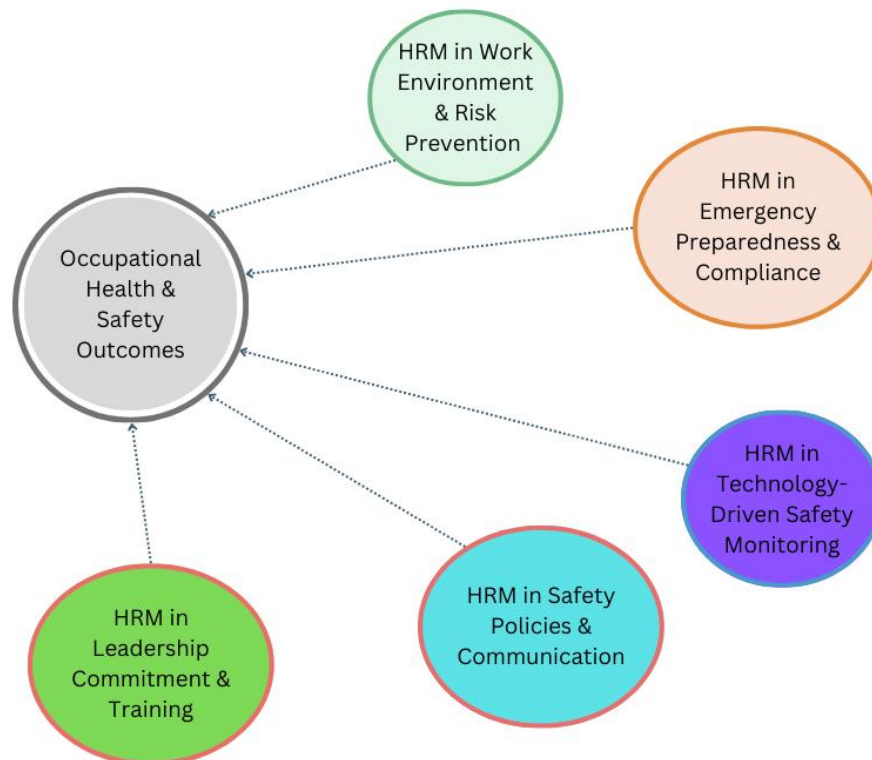 HRM in Work
Environment
& Risk
Prevention
HRM in
Emergency
Preparedness &
Compliance
Occupational
Health &
Safety
Outcomes
HRM in
Technology-
Driven Safety
Monitoring
HRM in Safety
Policies &
Communication
HRM in
Leadership
Commitment &
Training